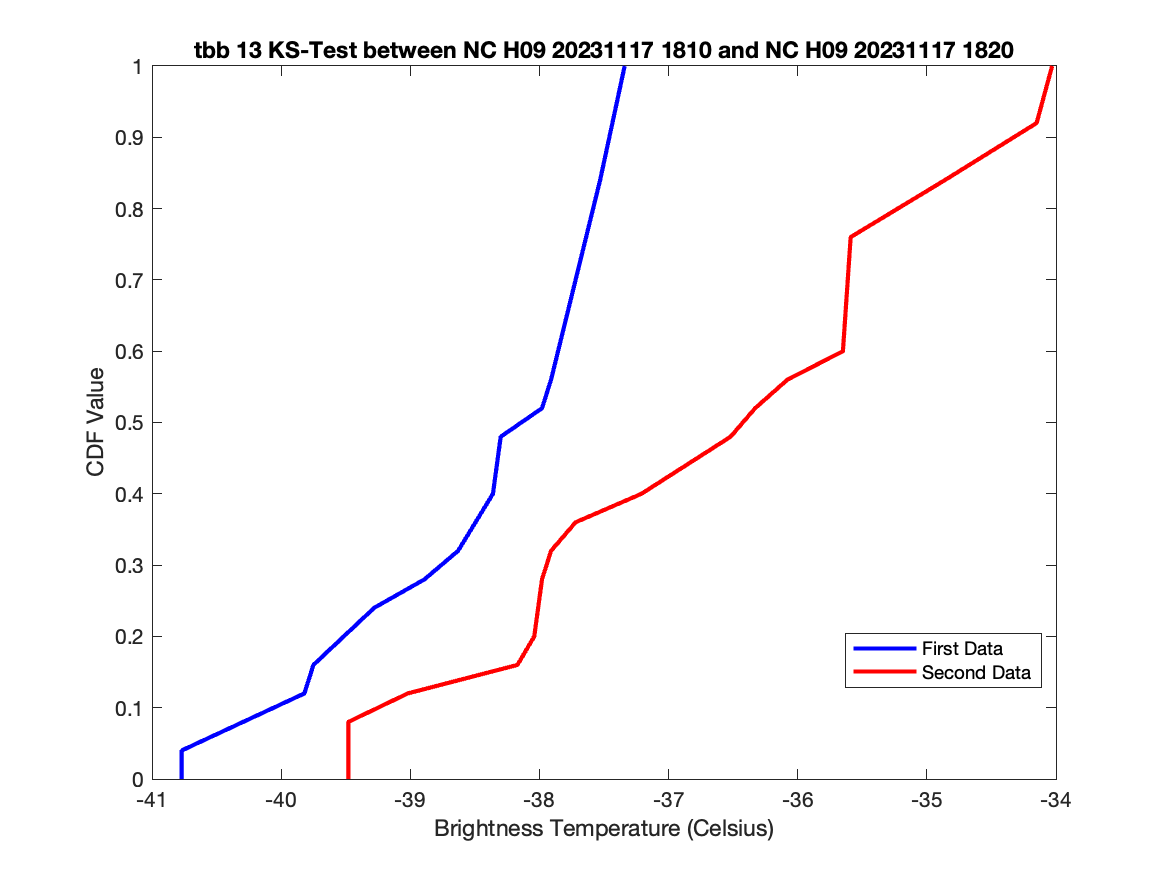 tbb 13 KS-Test between NC H09 20231117 1810 and NC H09 20231117 1820
1
0.9
0.8
0.7
0.6
0.5
0.4
0.3
0.2
0.1
0
CDF Value
First Data
Second Data
-41 -40 -39 -38 -37 -36 -35 -34
Brightness Temperature (Celsius)